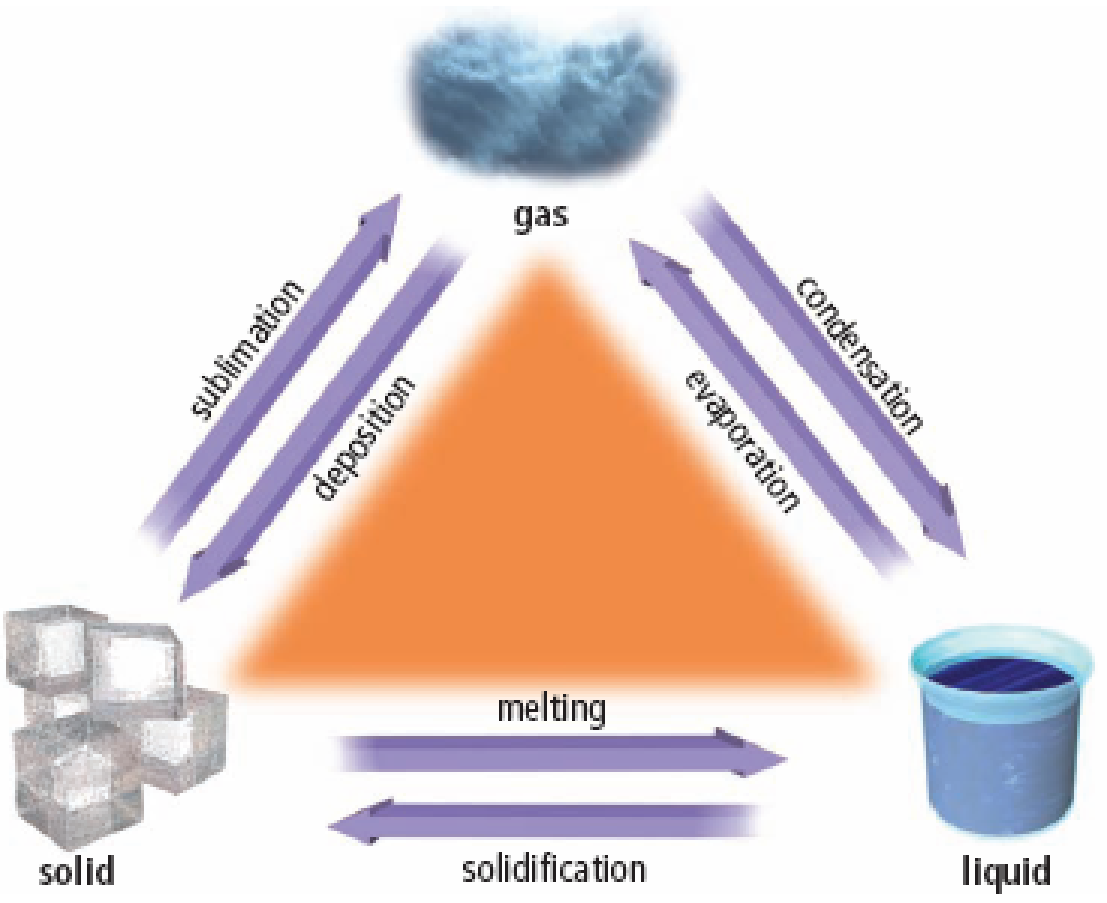 gas
sublimation
deposition
evaporation
condensation
melting
solidification
solid
liquid